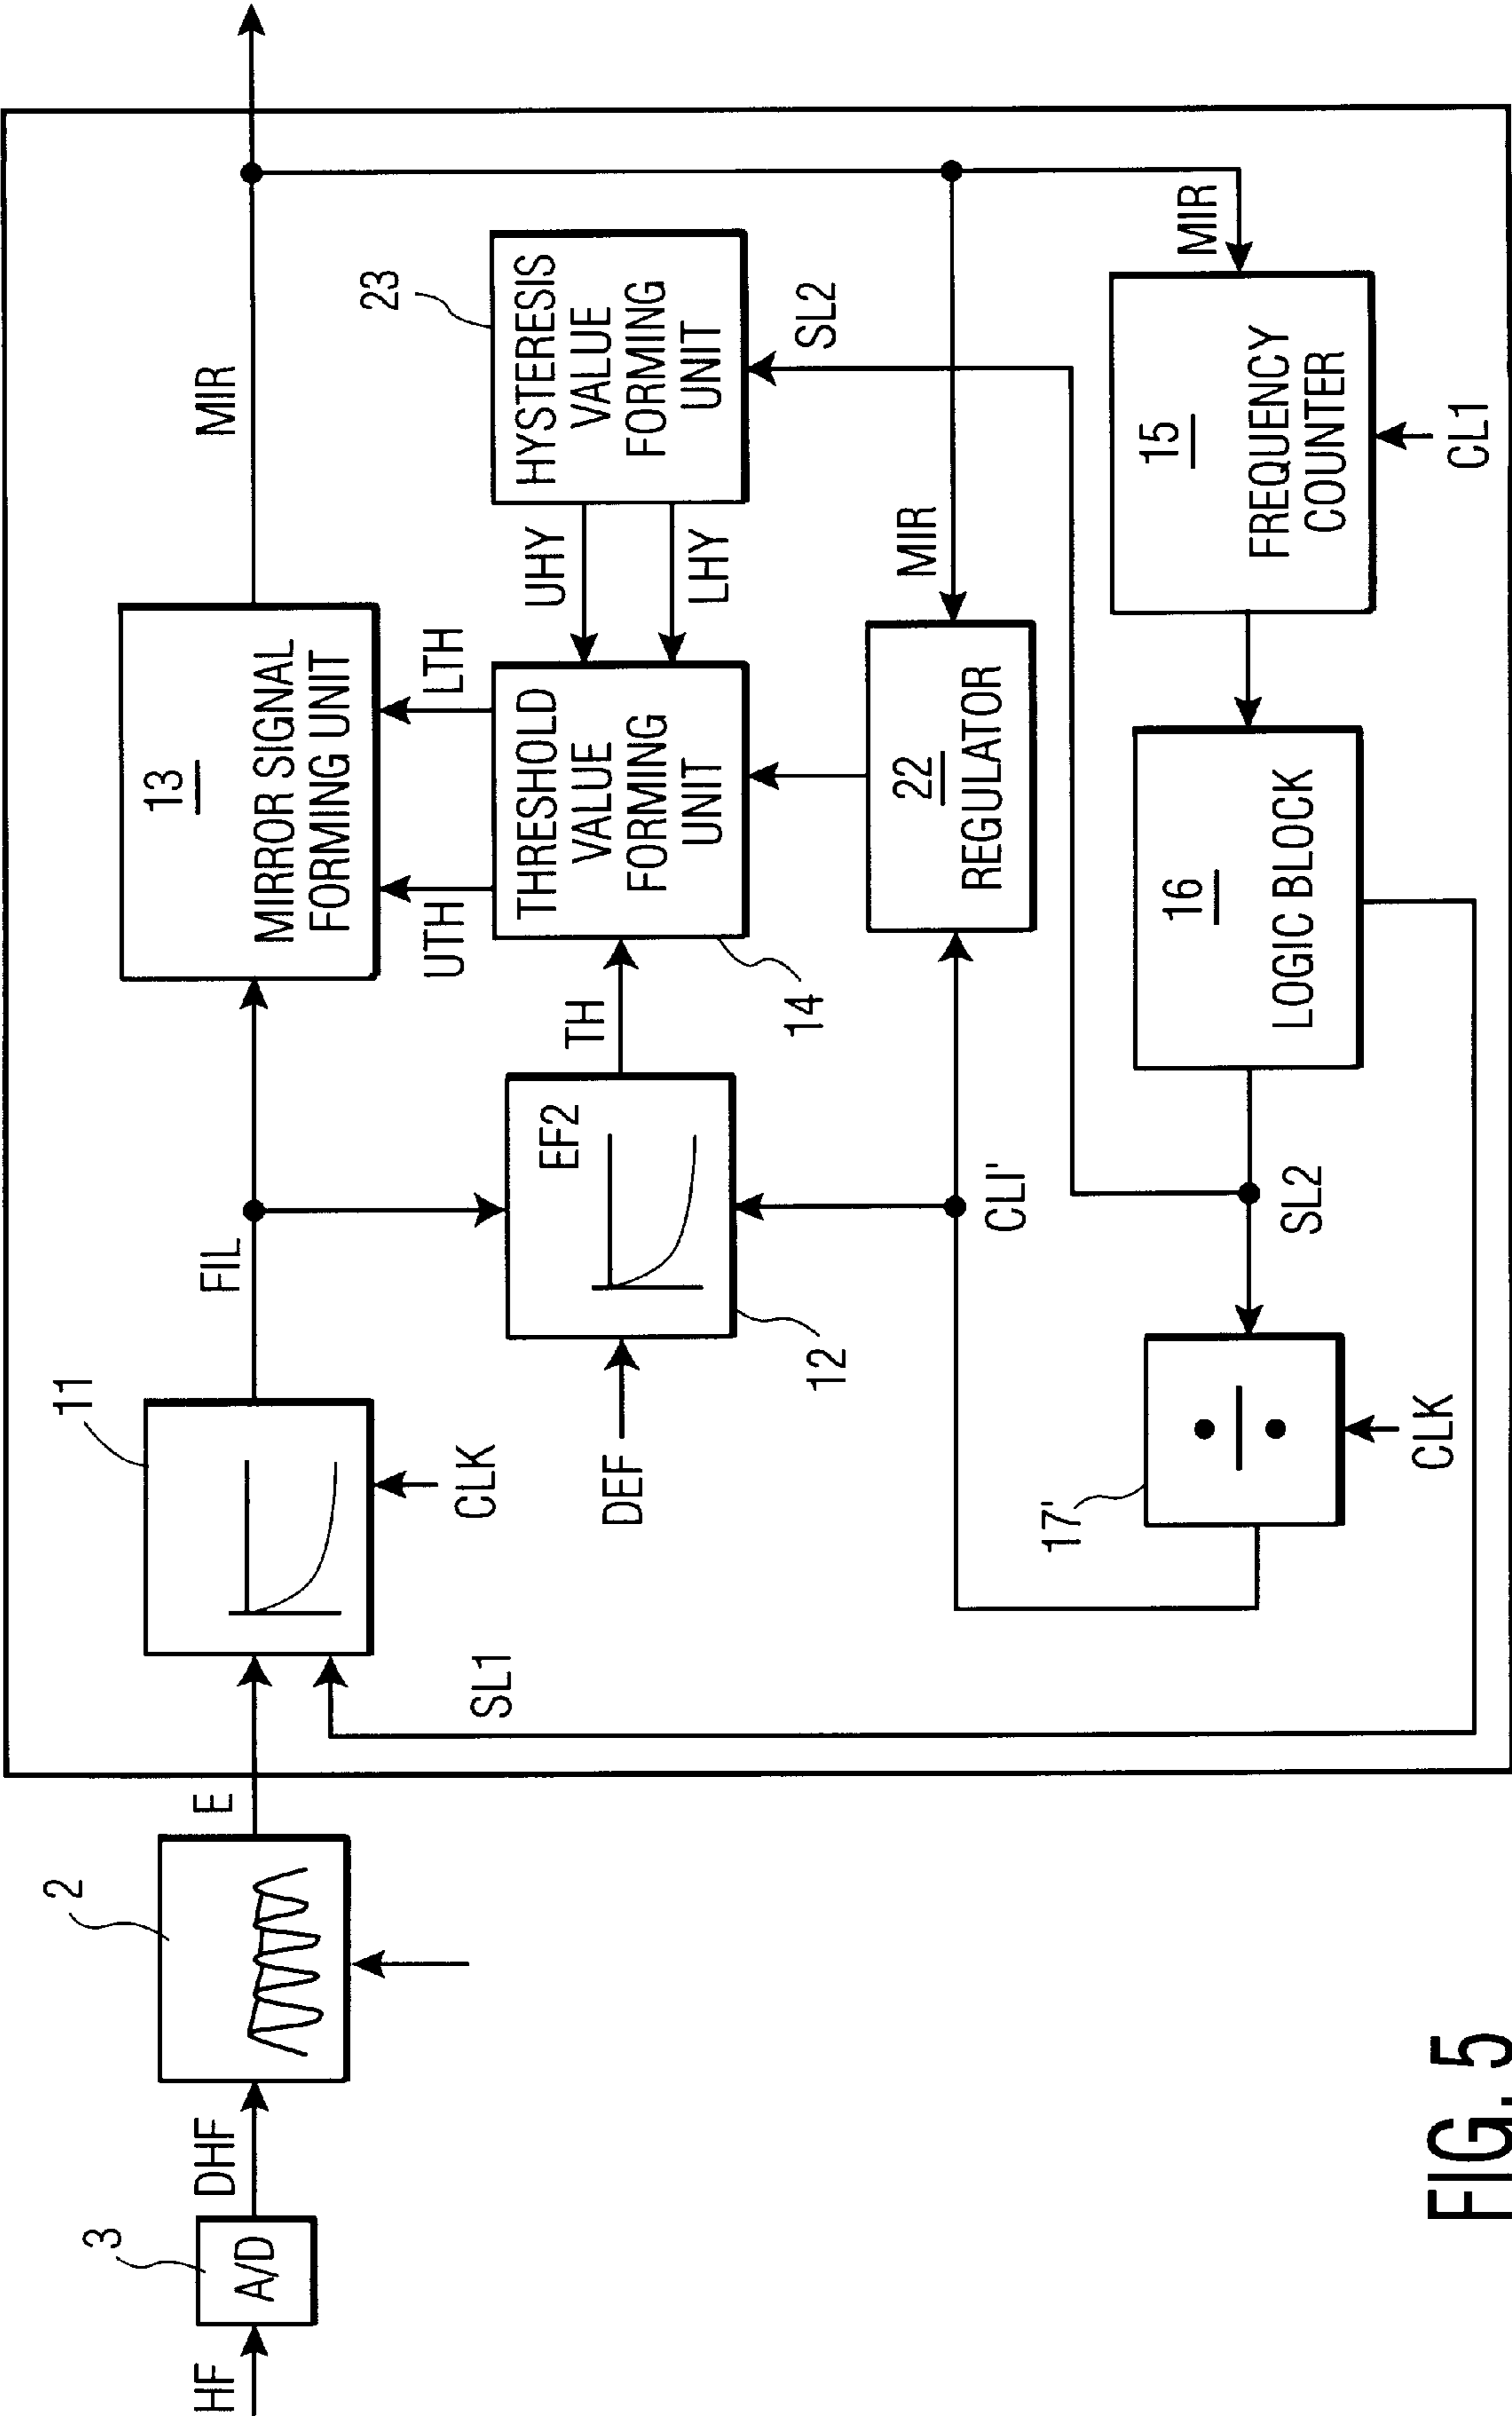 HF
3
A/D
DHF
2
E
11
CLK
SL1
FIL
13
MIRROR SIGNAL
FORMING UNIT
MIR
UTH
LTH
DEF
EF2
12
TH
THRESHOLD
VALUE
FORMING
UNIT
14
UHY
LHY
23
HYSTERESIS
VALUE
FORMING
UNIT
SL2
CLI'
22
REGULATOR
MIR
17'
CLK
SL2
16
LOGIC BLOCK
15
FREQUENCY
COUNTER
MIR
CL1
FIG. 5